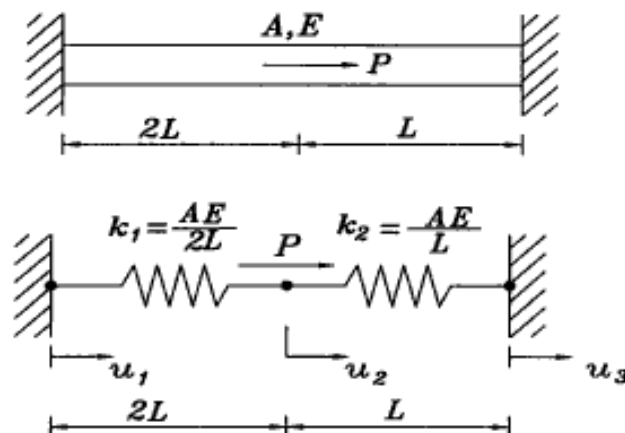 A, E
P
2L L
k₁ = AE/2L P k₂ = AE/L
u₁ u₂ u₃
2L L